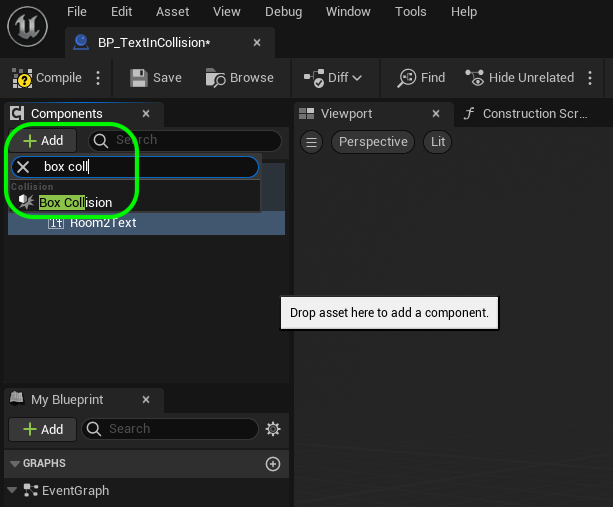 File Edit Asset View Debug Window Tools Help
BP_TextInCollision*
Compile Save Browse Diff Find Hide Unrelated
Components Viewport Construction Scr...
Add Search Perspective Lit
box coll
Collision
Box Collision
Room2Text
Drop asset here to add a component.
My Blueprint
Add Search
GRAPHS
EventGraph